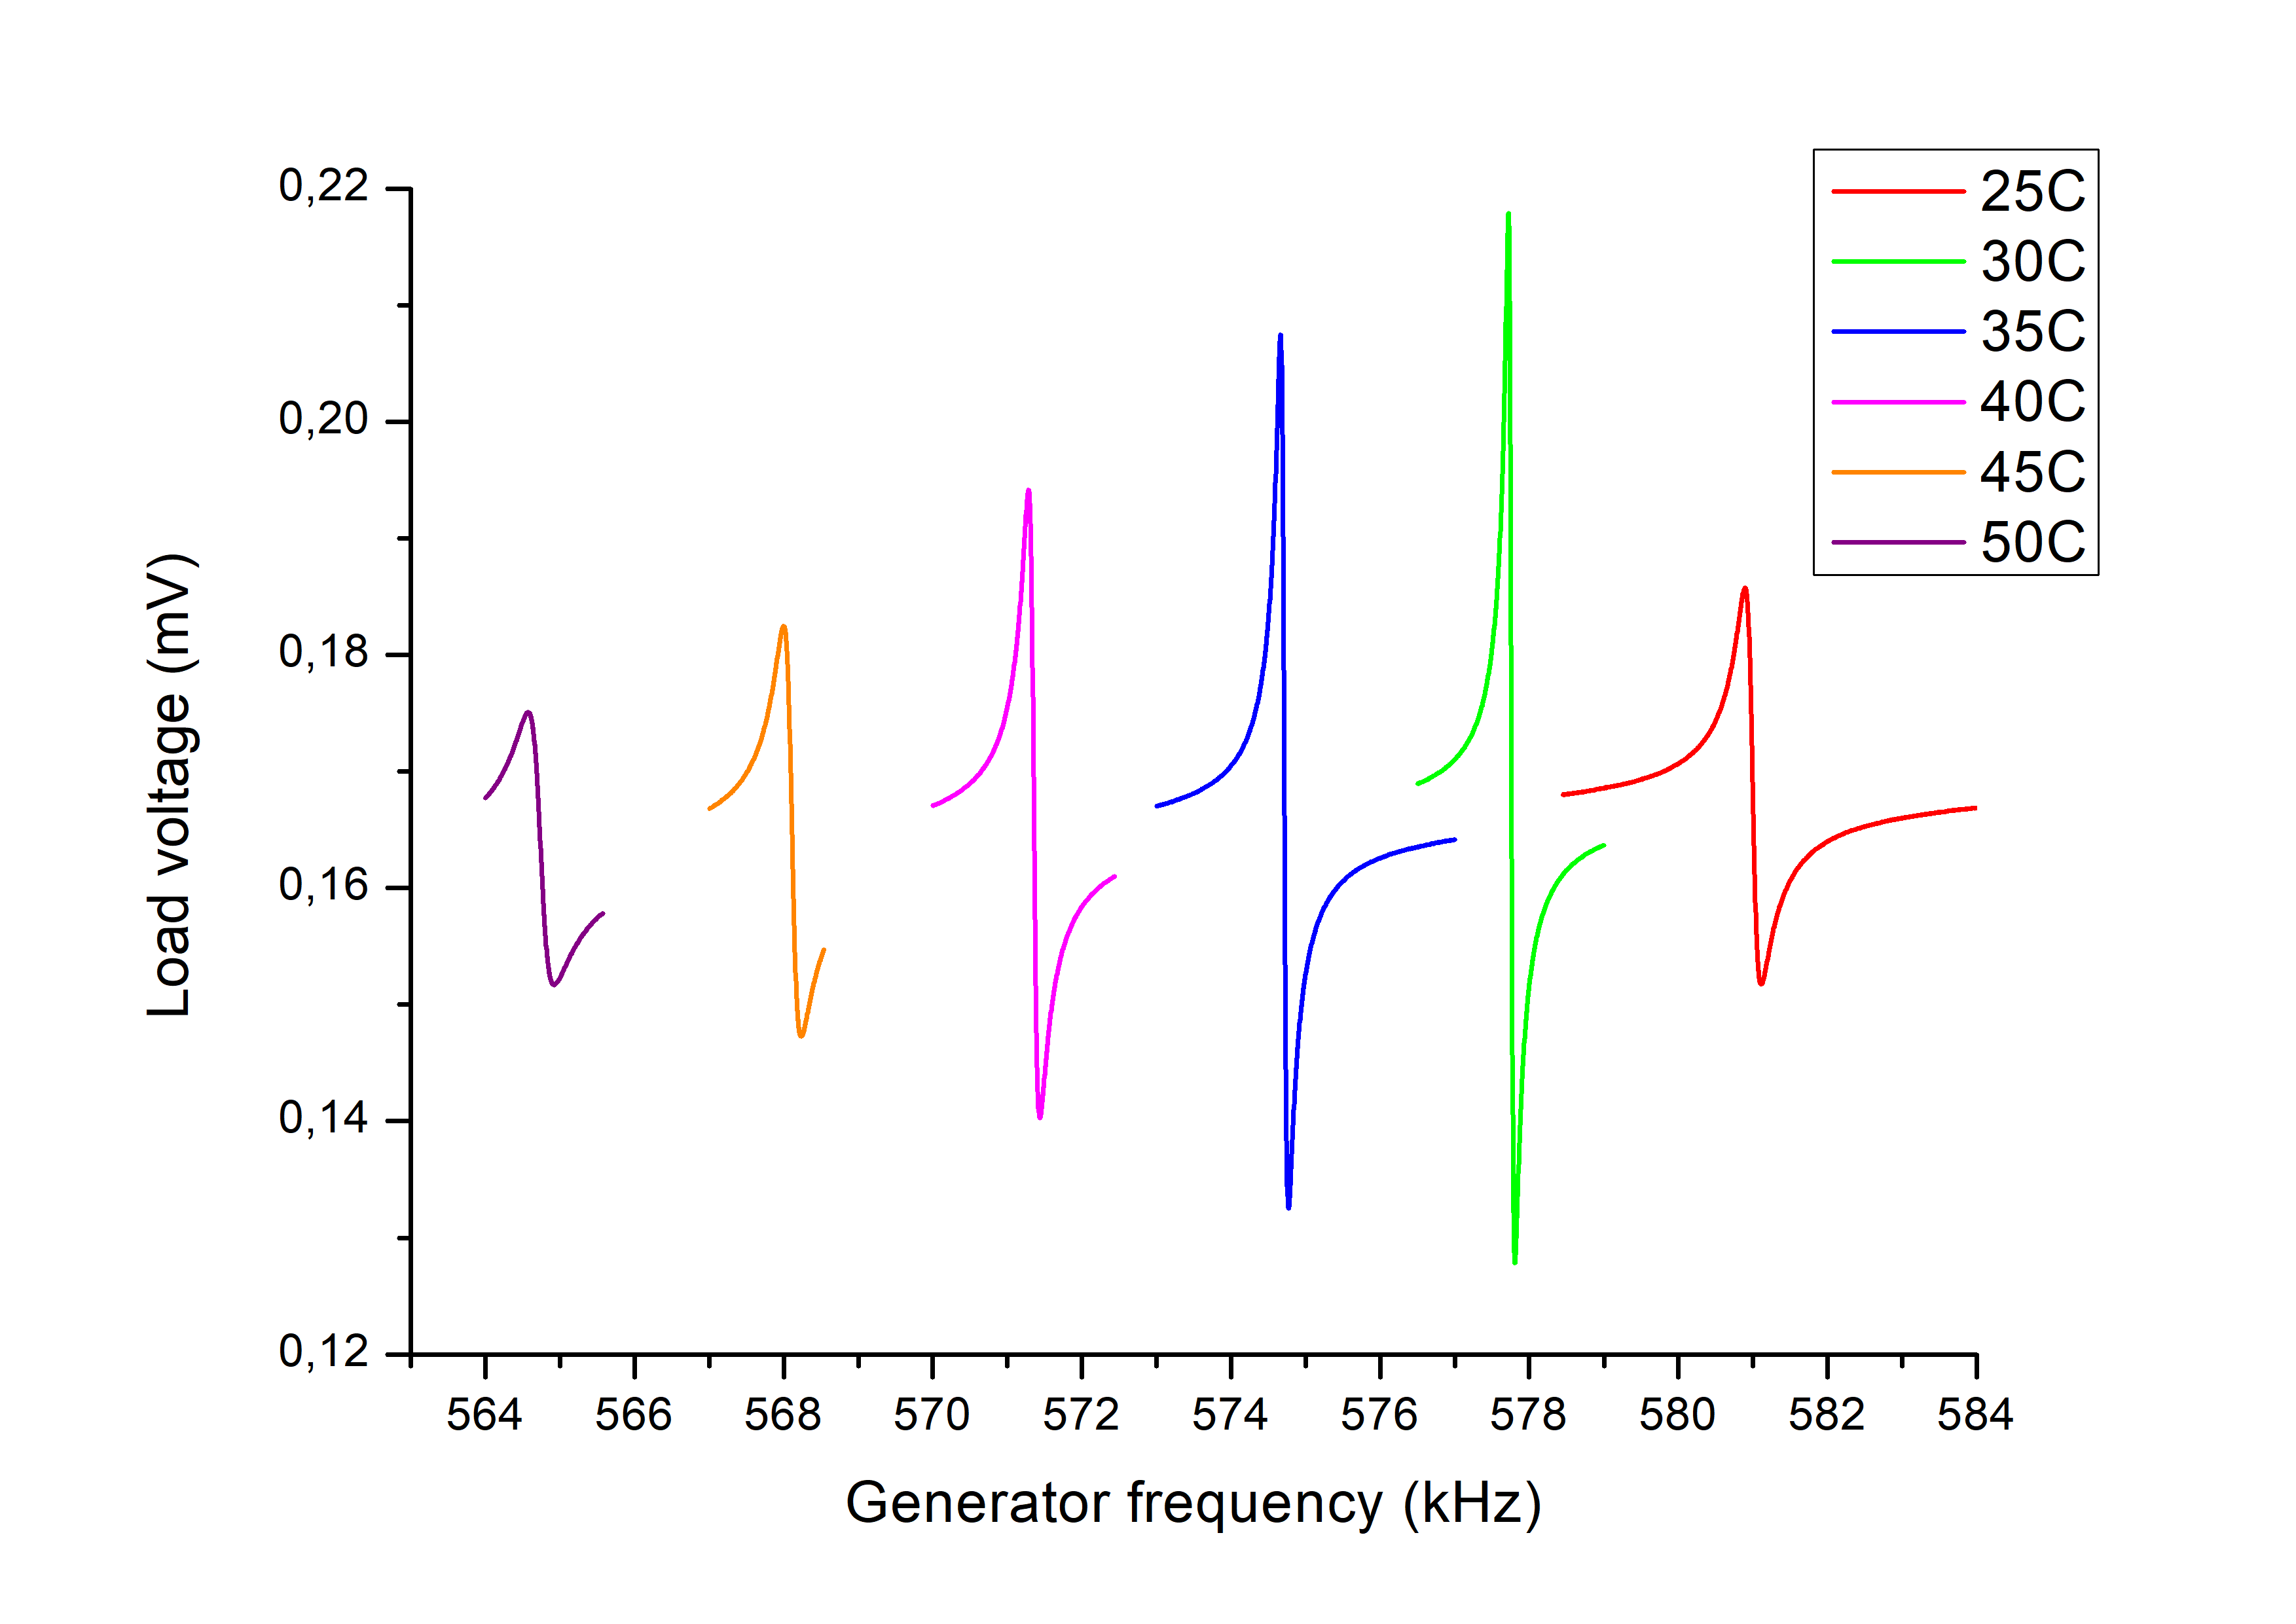 0,22
0,20
0,18
0,16
0,14
0,12
Load voltage (mV)
564 566 568 570 572 574 576 578 580 582 584
Generator frequency (kHz)
25C
30C
35C
40C
45C
50C